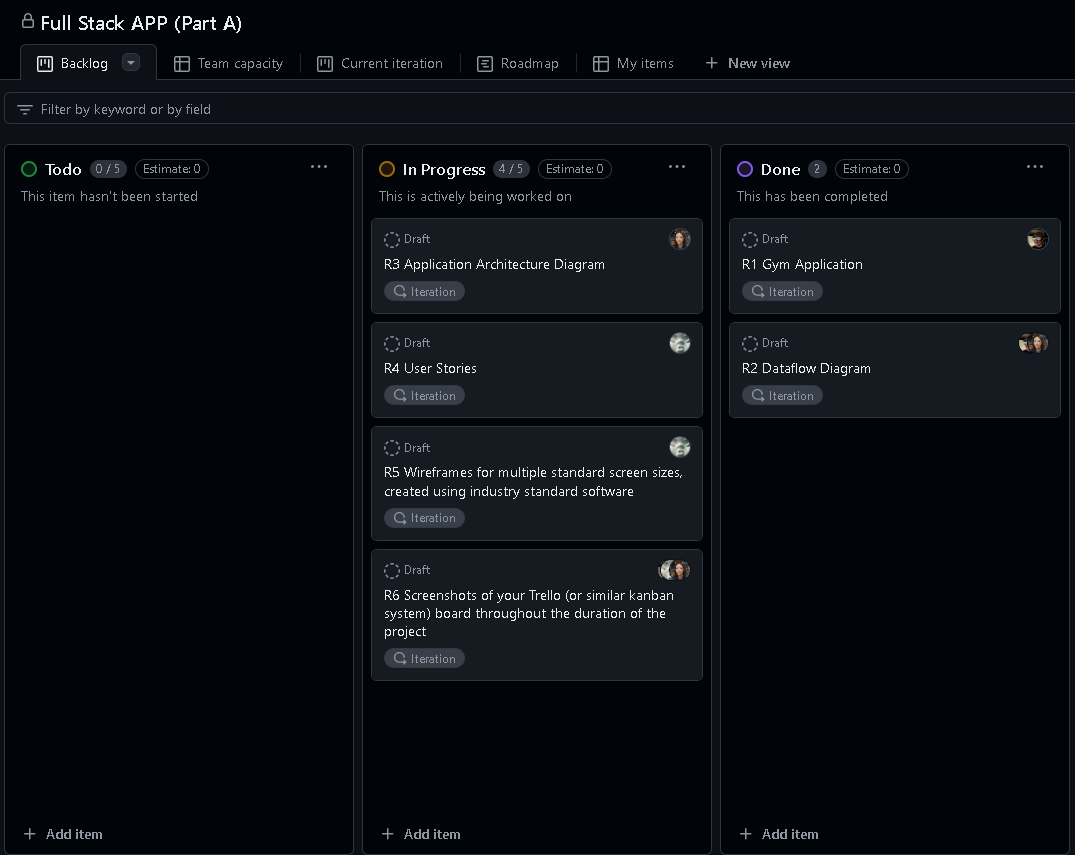 Full Stack APP (Part A)
Backlog
Team capacity
Current iteration
Roadmap
My items
New view
Filter by keyword or by field
Todo 0 / 5 Estimate: 0
This item hasn't been started
Add item
In Progress 4 / 5 Estimate: 0
This is actively being worked on
Draft
R3 Application Architecture Diagram
Iteration
Draft
R4 User Stories
Iteration
Draft
R5 Wireframes for multiple standard screen sizes,
created using industry standard software
Iteration
Draft
R6 Screenshots of your Trello (or similar kanban
system) board throughout the duration of the
project
Iteration
Add item
Done 2 Estimate: 0
This has been completed
Draft
R1 Gym Application
Iteration
Draft
R2 Dataflow Diagram
Iteration
Add item